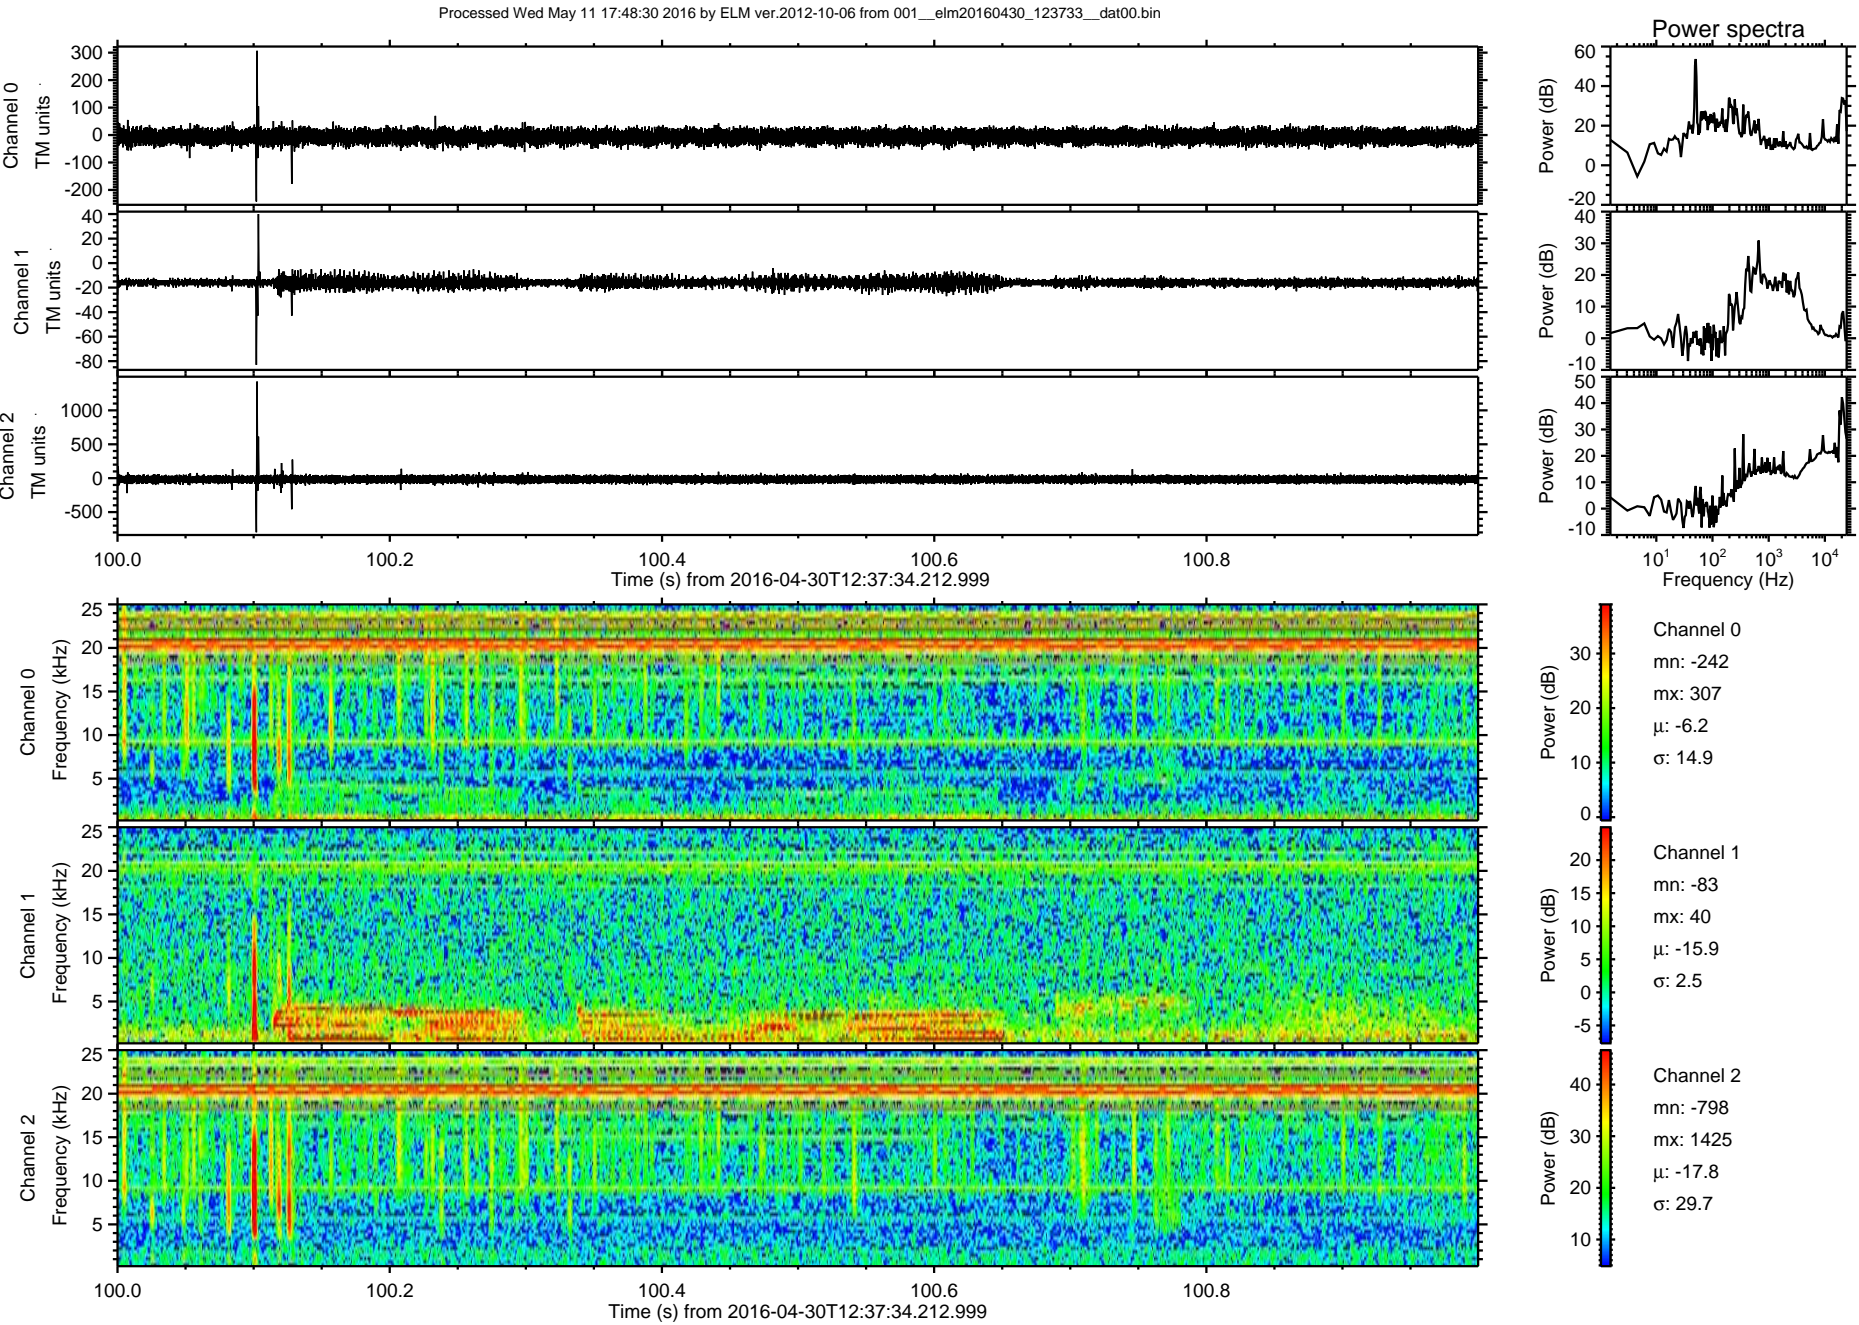 Processed Wed May 11 17:48:30 2016 by ELM ver.2012-10-06 from 001__elm20160430_123733__dat00.bin
Power spectra
Channel 0
TM units
300
200
100
0
-100
-200
Power (dB)
60
40
20
0
-20
Channel 1
TM units
40
20
0
-20
-40
-60
-80
Power (dB)
40
30
20
10
0
-10
Channel 2
TM units
1000
500
0
-500
Power (dB)
50
40
30
20
10
0
-10
100.0 100.2 100.4 100.6 100.8
Time (s) from 2016-04-30T12:37:34.212.999
10¹ 10² 10³ 10⁴
Frequency (Hz)
Channel 0
Frequency (kHz)
25
20
15
10
5
Power (dB)
30
20
10
0
Channel 0
mn: -242
mx: 307
µ: -6.2
σ: 14.9
Channel 1
Frequency (kHz)
25
20
15
10
5
Power (dB)
20
15
10
5
0
-5
Channel 1
mn: -83
mx: 40
µ: -15.9
σ: 2.5
Channel 2
Frequency (kHz)
25
20
15
10
5
Power (dB)
40
30
20
10
Channel 2
mn: -798
mx: 1425
µ: -17.8
σ: 29.7
100.0 100.2 100.4 100.6 100.8
Time (s) from 2016-04-30T12:37:34.212.999